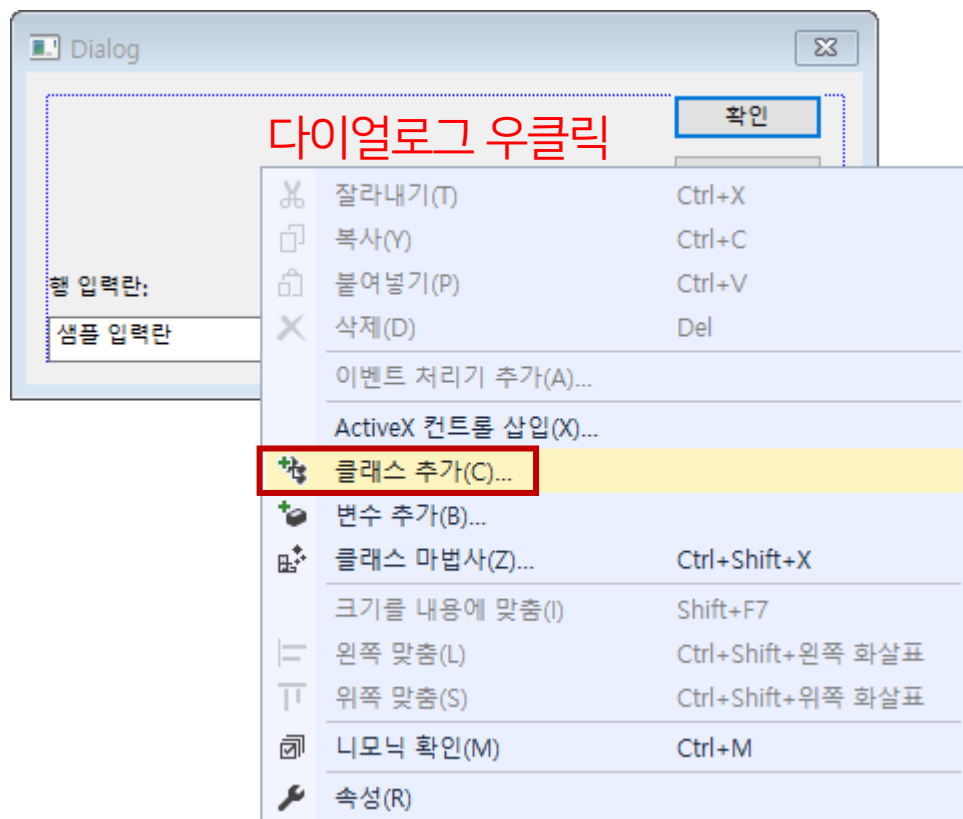 Dialog
확인
다이얼로그 우클릭
행 입력란:
샘플 입력란
잘라내기(T) Ctrl+X
복사(Y) Ctrl+C
붙여넣기(P) Ctrl+V
삭제(D) Del
이벤트 처리기 추가(A)...
ActiveX 컨트롤 삽입(X)...
클래스 추가(C)...
변수 추가(B)...
클래스 마법사(Z)... Ctrl+Shift+X
크기를 내용에 맞춤(I) Shift+F7
왼쪽 맞춤(L) Ctrl+Shift+왼쪽 화살표
위쪽 맞춤(S) Ctrl+Shift+위쪽 화살표
니모닉 확인(M) Ctrl+M
속성(R)